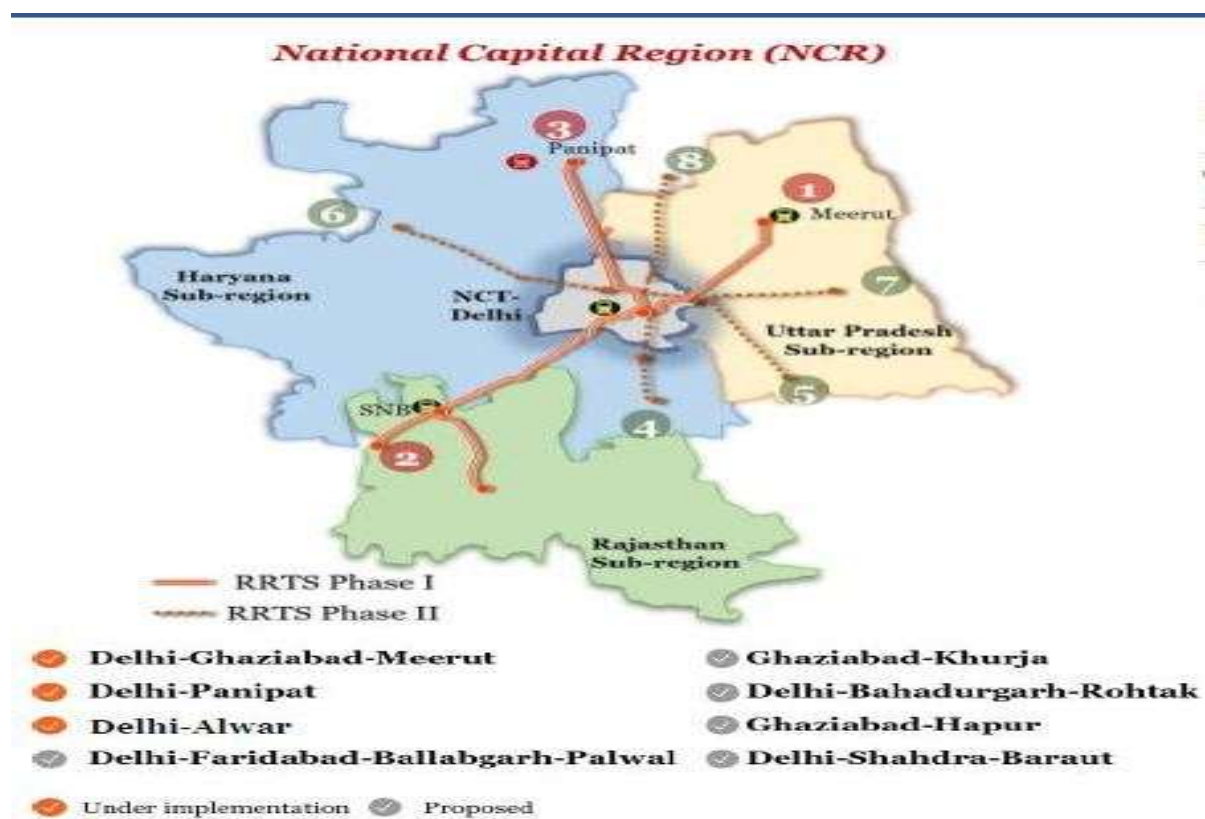 National Capital Region (NCR)
3
Panipat
8
1
Meerut
6
Haryana
Sub-region
NCT-
Delhi
7
Uttar Pradesh
Sub-region
5
SNB
4
2
Rajasthan
Sub-region
RRTS Phase I
RRTS Phase II
Delhi-Ghaziabad-Meerut
Ghaziabad-Khurja
Delhi-Panipat
Delhi-Bahadurgarh-Rohtak
Delhi-Alwar
Ghaziabad-Hapur
Delhi-Faridabad-Ballabgarh-Palwal
Delhi-Shahdra-Baraut
Under implementation
Proposed